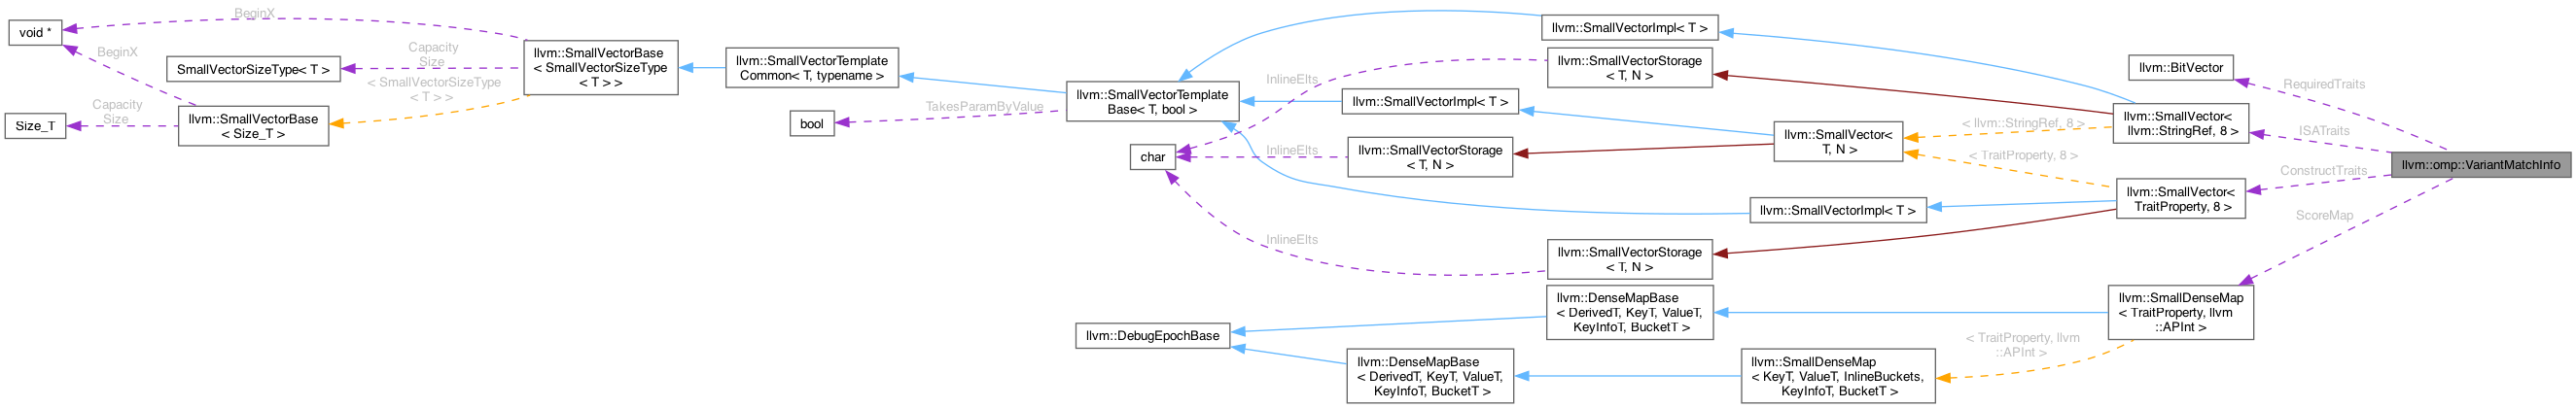 void *
BeginX
BeginX
SmallVectorSizeType< T >
Capacity
Size
< SmallVectorSizeType
< T > >
Size_T
Capacity
Size
llvm::SmallVectorBase
< Size_T >
llvm::SmallVectorBase
< SmallVectorSizeType
< T > >
llvm::SmallVectorTemplate
Common< T, typename >
bool
TakesParamByValue
llvm::SmallVectorTemplate
Base< T, bool >
char
InlineElts
InlineElts
InlineElts
llvm::SmallVectorImpl< T >
llvm::SmallVectorStorage
< T, N >
llvm::SmallVectorImpl< T >
llvm::SmallVectorStorage
< T, N >
llvm::SmallVector<
T, N >
llvm::SmallVectorImpl< T >
llvm::SmallVectorStorage
< T, N >
< llvm::StringRef, 8 >
< TraitProperty, 8 >
llvm::BitVector
RequiredTraits
llvm::SmallVector<
llvm::StringRef, 8 >
ISATraits
llvm::omp::VariantMatchInfo
ConstructTraits
llvm::SmallVector<
TraitProperty, 8 >
ScoreMap
llvm::DebugEpochBase
llvm::DenseMapBase
< DerivedT, KeyT, ValueT,
KeyInfoT, BucketT >
llvm::SmallDenseMap
< TraitProperty, llvm
::APInt >
< TraitProperty, llvm
::APInt >
llvm::DenseMapBase
< DerivedT, KeyT, ValueT,
KeyInfoT, BucketT >
llvm::SmallDenseMap
< KeyT, ValueT, InlineBuckets,
KeyInfoT, BucketT >